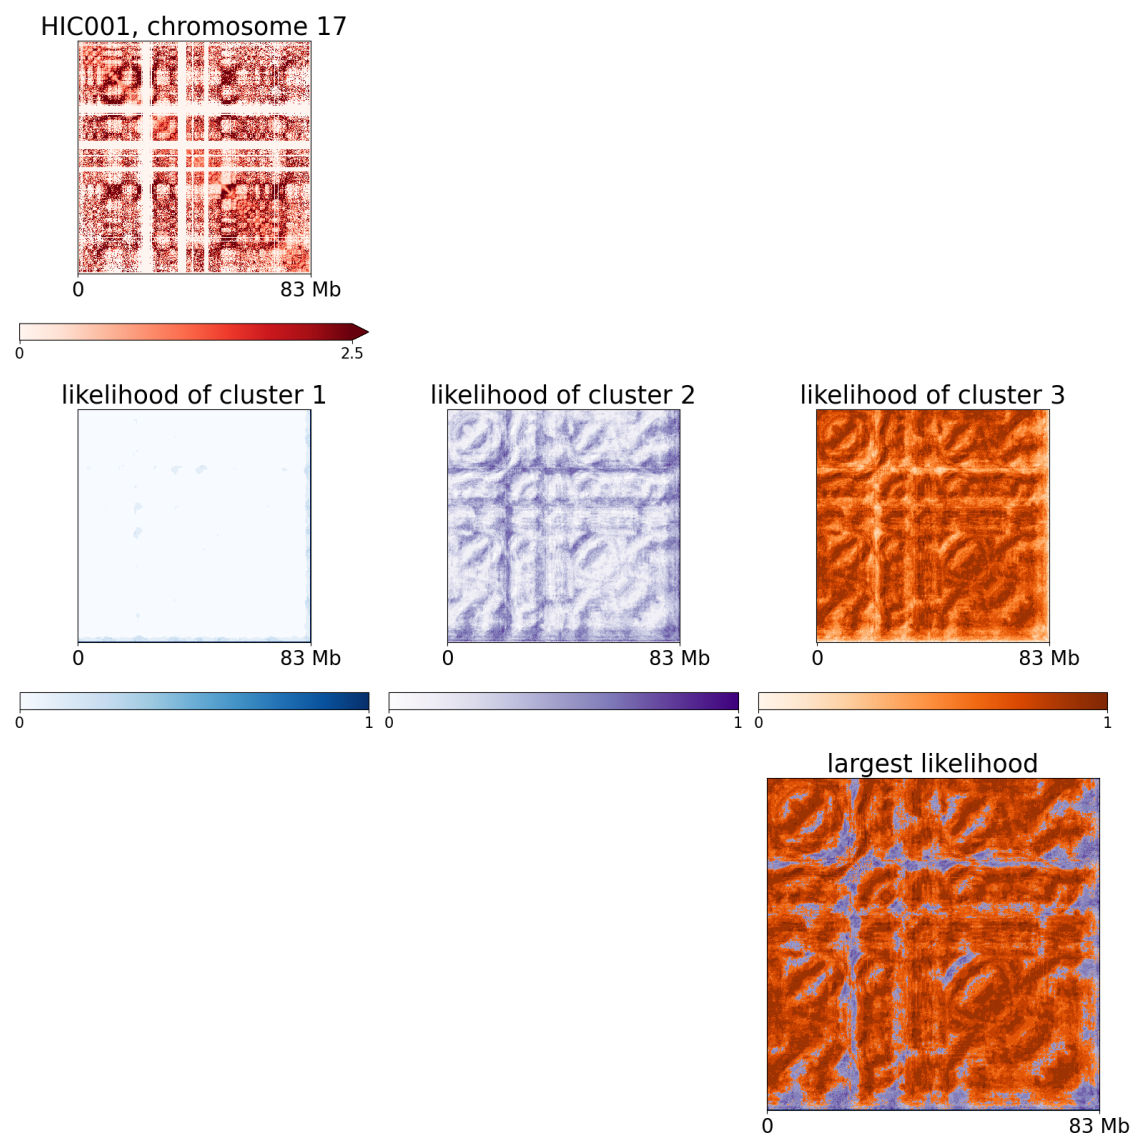 HIC001, chromosome 17
0 83 Mb
0 2.5
likelihood of cluster 1 likelihood of cluster 2 likelihood of cluster 3
0 83 Mb 0 83 Mb 0 83 Mb
0 1 0 1 0 1
largest likelihood
0 83 Mb